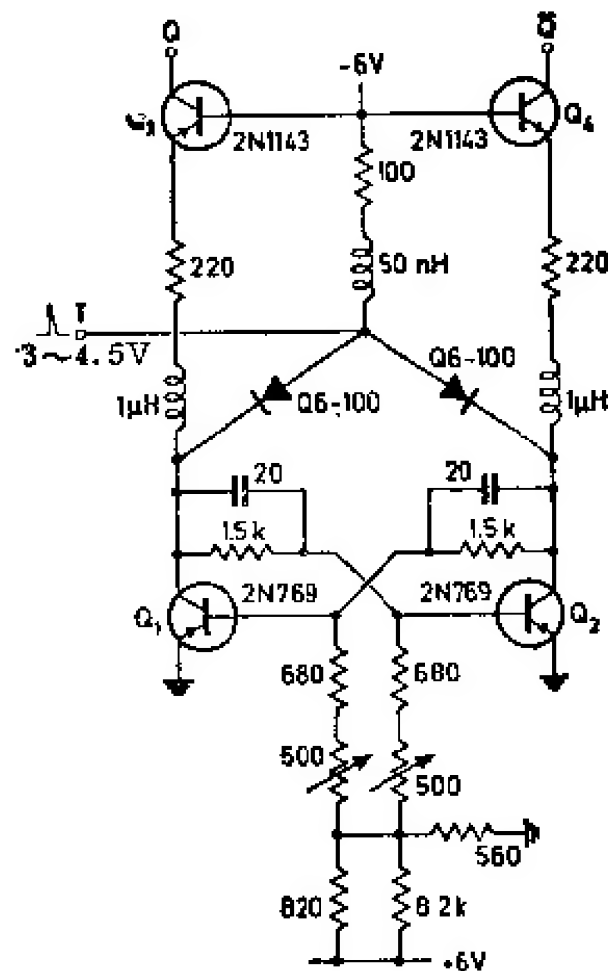 Q Q̅
-6V
Q₃ 2N1143 2N1143 Q₄
100
220 50 nH 220
T
3~4.5V
Q6-100
1μH Q6-100 1μH
20 20
1.5k 1.5k
Q₁ 2N769 2N769 Q₂
680 680
500 500
560
820 8.2k
+6V